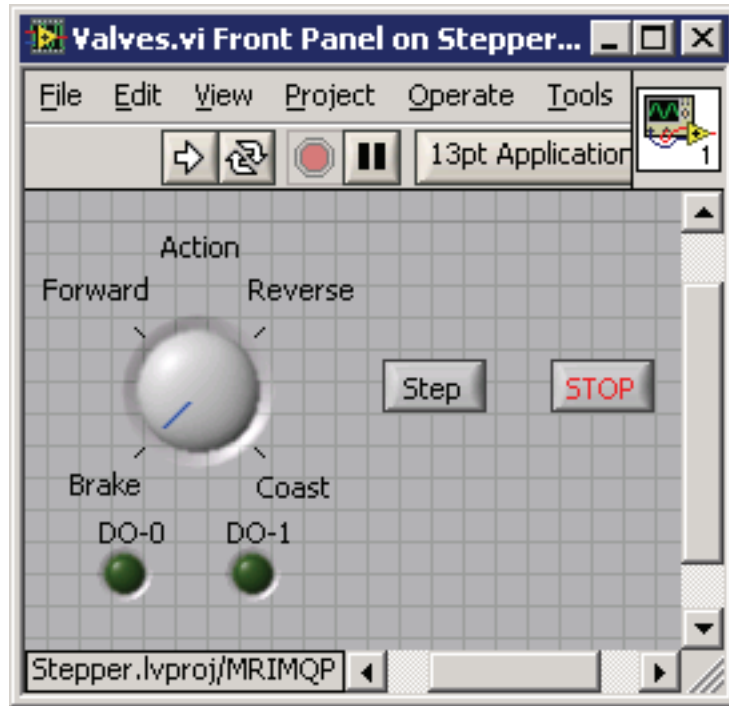 Valves.vi Front Panel on Stepper...
File Edit View Project Operate Tools
13pt Application
1
Action
Forward Reverse
Step STOP
Brake Coast
DO-0 DO-1
Stepper.lvproj/MRIMQP